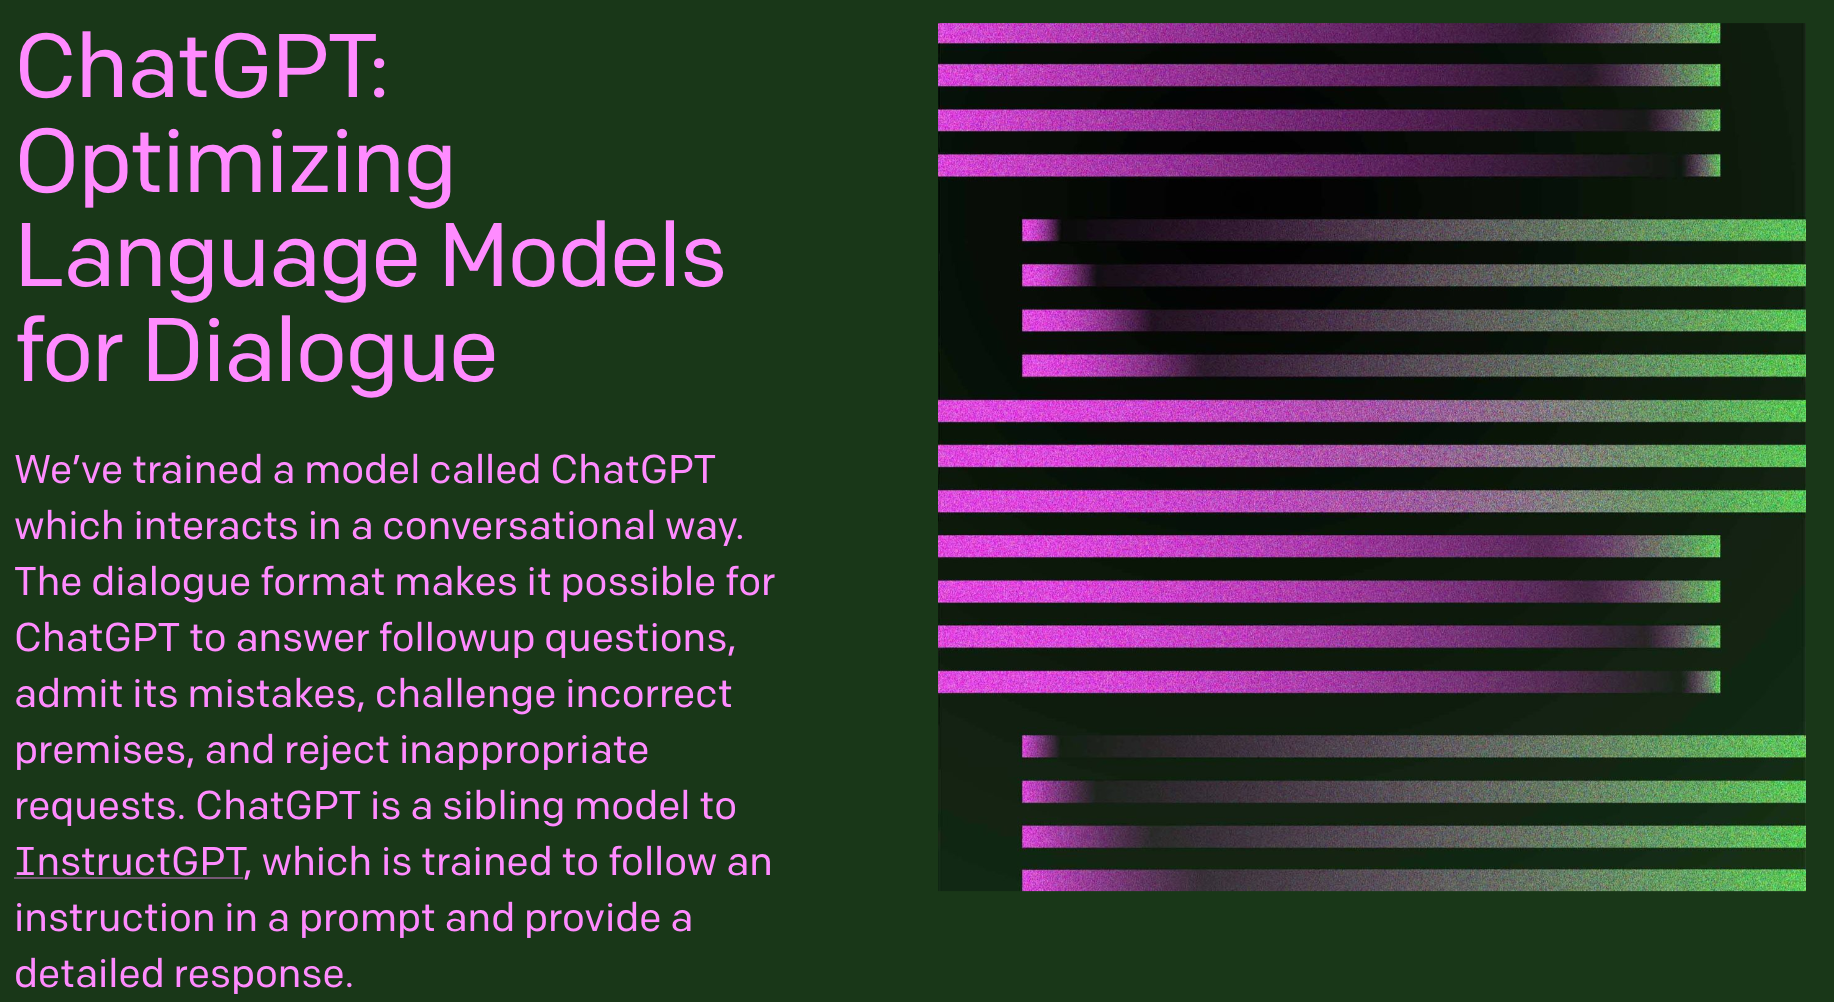 ChatGPT:
Optimizing
Language Models
for Dialogue
We’ve trained a model called ChatGPT
which interacts in a conversational way.
The dialogue format makes it possible for
ChatGPT to answer followup questions,
admit its mistakes, challenge incorrect
premises, and reject inappropriate
requests. ChatGPT is a sibling model to
InstructGPT, which is trained to follow an
instruction in a prompt and provide a
detailed response.